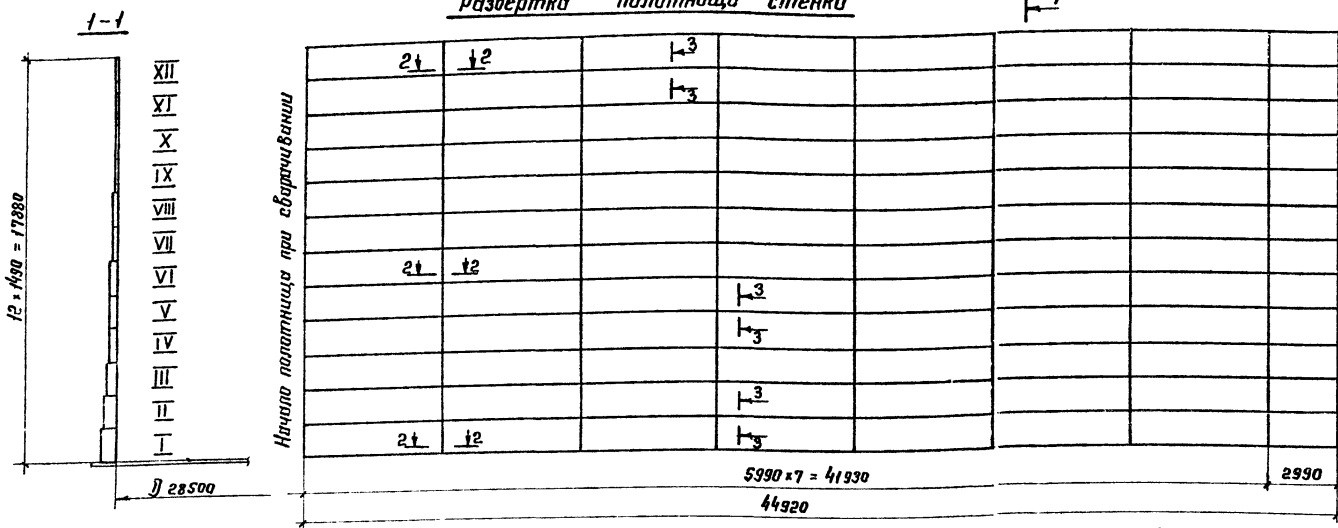 Развертка полотнища стенки
1-1
1
XII
XI
X
IX
VIII
VII
VI
V
IV
III
II
I
12 x 1490 = 17880
D 28500
Начало полотнища при сворачивании
2 2
3
3
2 2
3
3
3
3
2 2
5990 x 7 = 41930
2990
44920